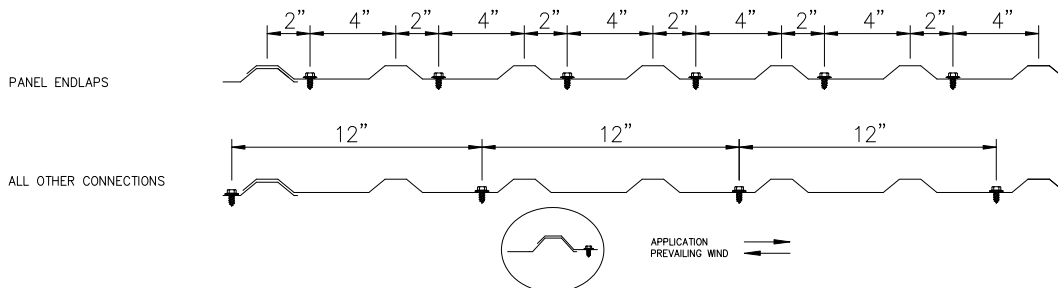 2” 4” 2” 4” 2” 4” 2” 4” 2” 4” 2” 4”
PANEL ENDLAPS
12” 12” 12”
ALL OTHER CONNECTIONS
APPLICATION
PREVAILING WIND